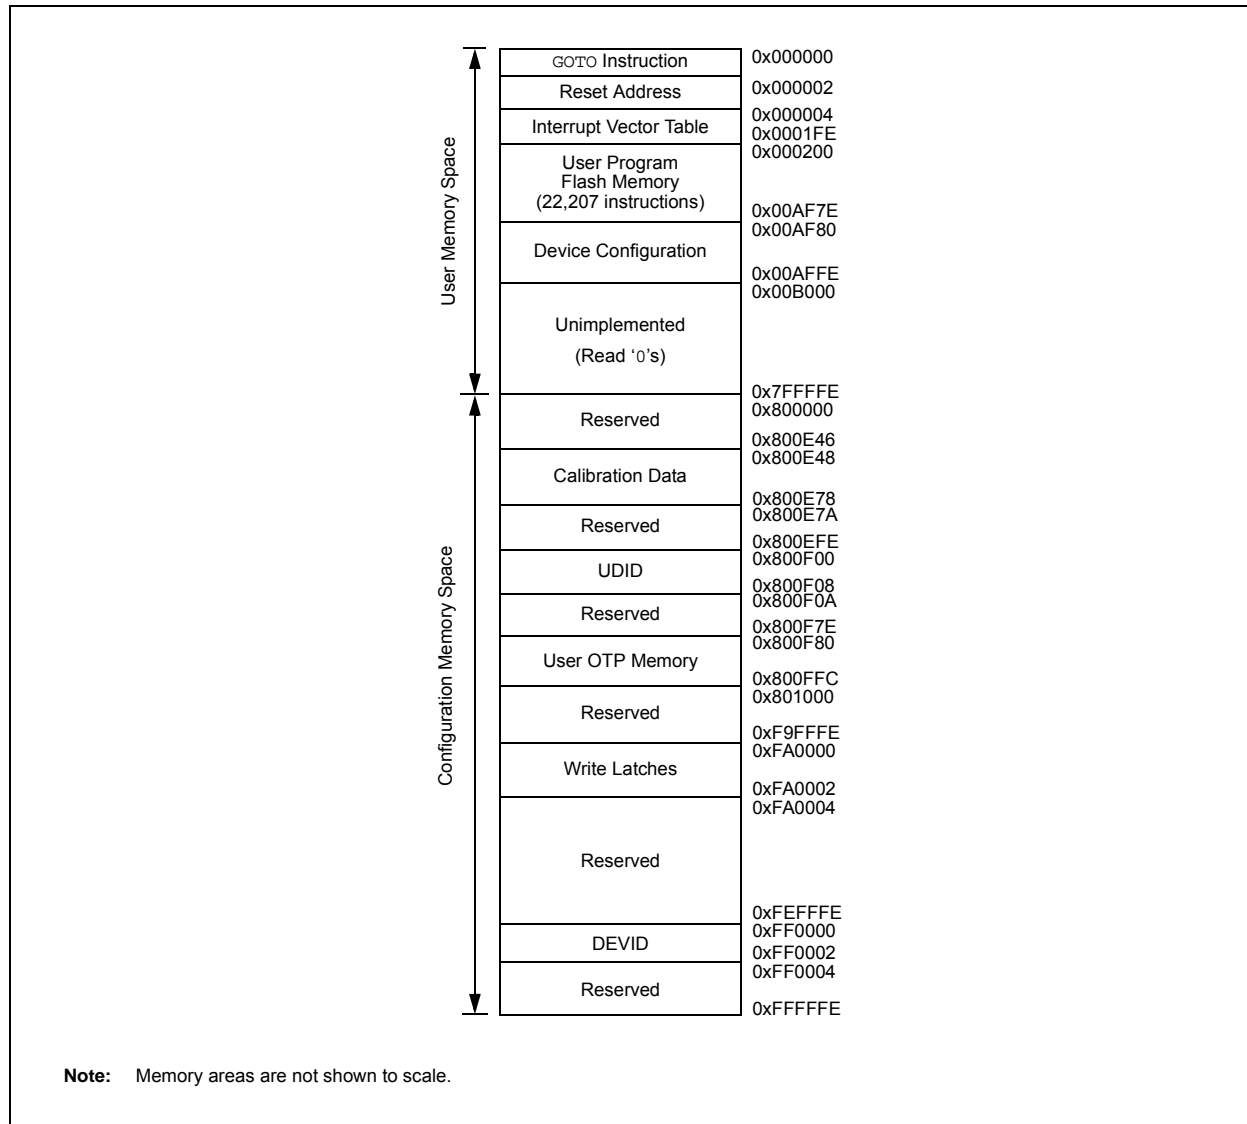 GOTO Instruction
0x000000
Reset Address
0x000002
Interrupt Vector Table
0x000004
0x0001FE
User Program
Flash Memory
(22,207 instructions)
0x000200
0x00AF7E
Device Configuration
0x00AF80
0x00AFFE
Unimplemented
(Read ‘0’s)
0x00B000
0x7FFFFE
User Memory Space
Reserved
0x800000
0x800E46
Calibration Data
0x800E48
0x800E78
Reserved
0x800E7A
0x800EFE
UDID
0x800F00
0x800F08
Reserved
0x800F0A
0x800F7E
User OTP Memory
0x800F80
0x800FFC
Reserved
0x801000
0xF9FFFE
Write Latches
0xFA0000
0xFA0002
Reserved
0xFA0004
0xFEFFFE
DEVID
0xFF0000
0xFF0002
Reserved
0xFF0004
0xFFFFFE
Configuration Memory Space
Note: Memory areas are not shown to scale.